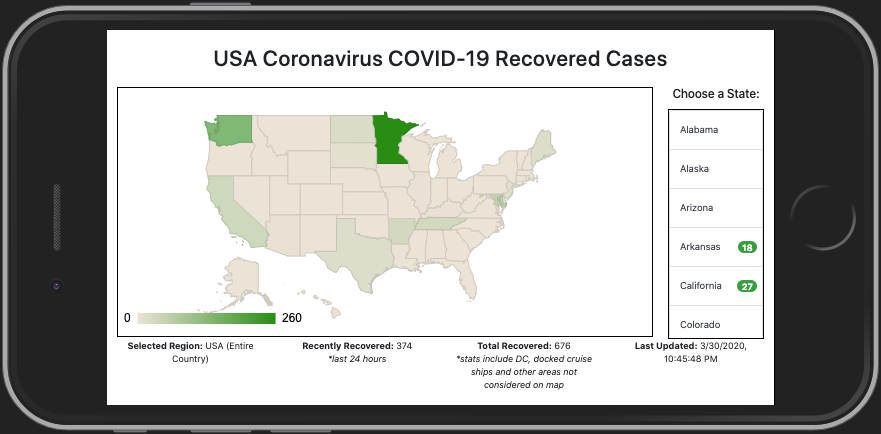 USA Coronavirus COVID-19 Recovered Cases
Choose a State:
Alabama
Alaska
Arizona
Arkansas 18
California 27
Colorado
0 260
Selected Region: USA (Entire
Country)
Recently Recovered: 374
*last 24 hours
Total Recovered: 676
*stats include DC, docked cruise
ships and other areas not
considered on map
Last Updated: 3/30/2020,
10:45:48 PM